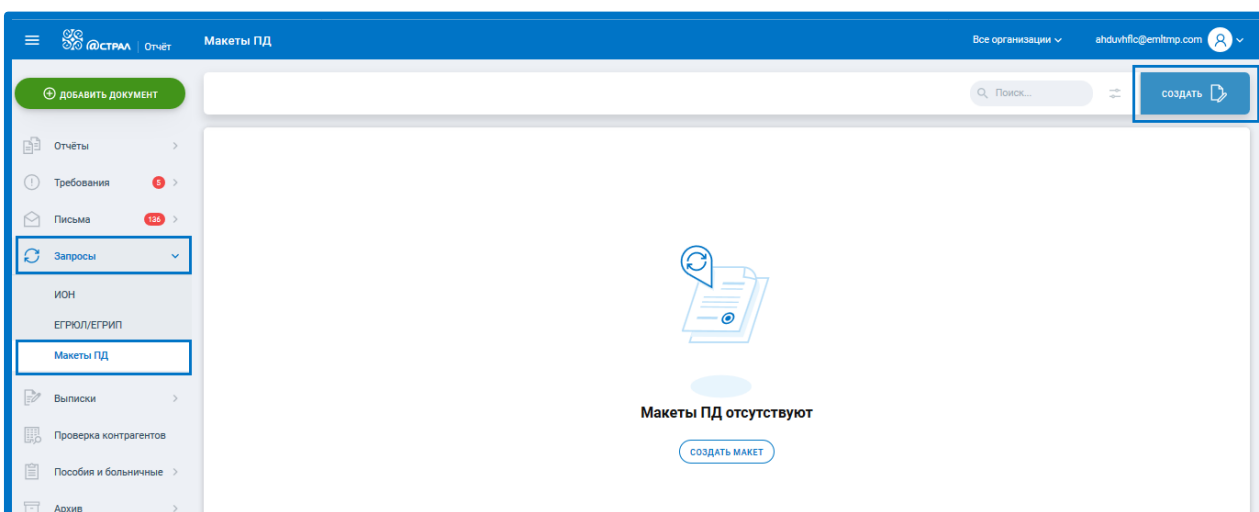 @СТРАЛ | Отчёт
Макеты ПД
Все организации
ahduvhflc@emltmp.com
ДОБАВИТЬ ДОКУМЕНТ
Поиск...
СОЗДАТЬ
Отчёты
Требования 5
Письма 136
Запросы
ИОН
ЕГРЮЛ/ЕГРИП
Макеты ПД
Выписки
Проверка контрагентов
Пособия и больничные
Архив
Макеты ПД отсутствуют
СОЗДАТЬ МАКЕТ